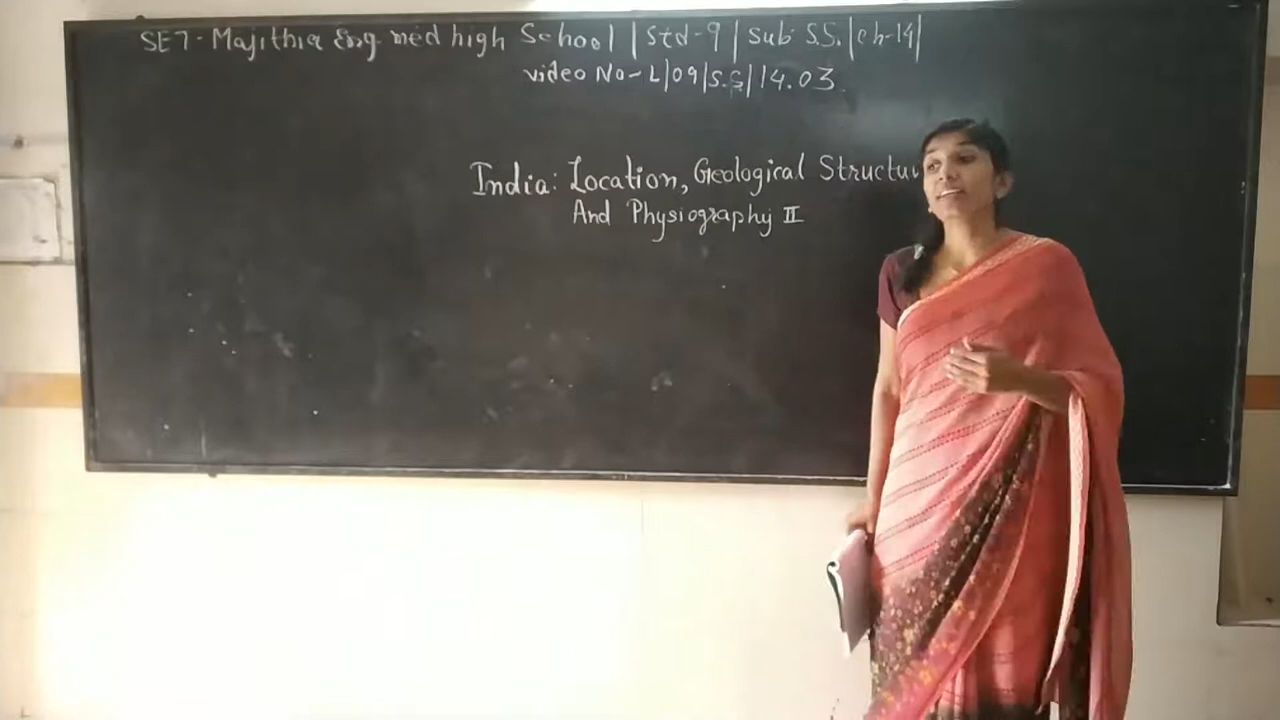 SET-Majithia Eng med high School | Std-9 | Sub S.S. | ch-14 |
video No-L/09/S.S/14.03.
India: Location, Geological Structu
And Physiography II